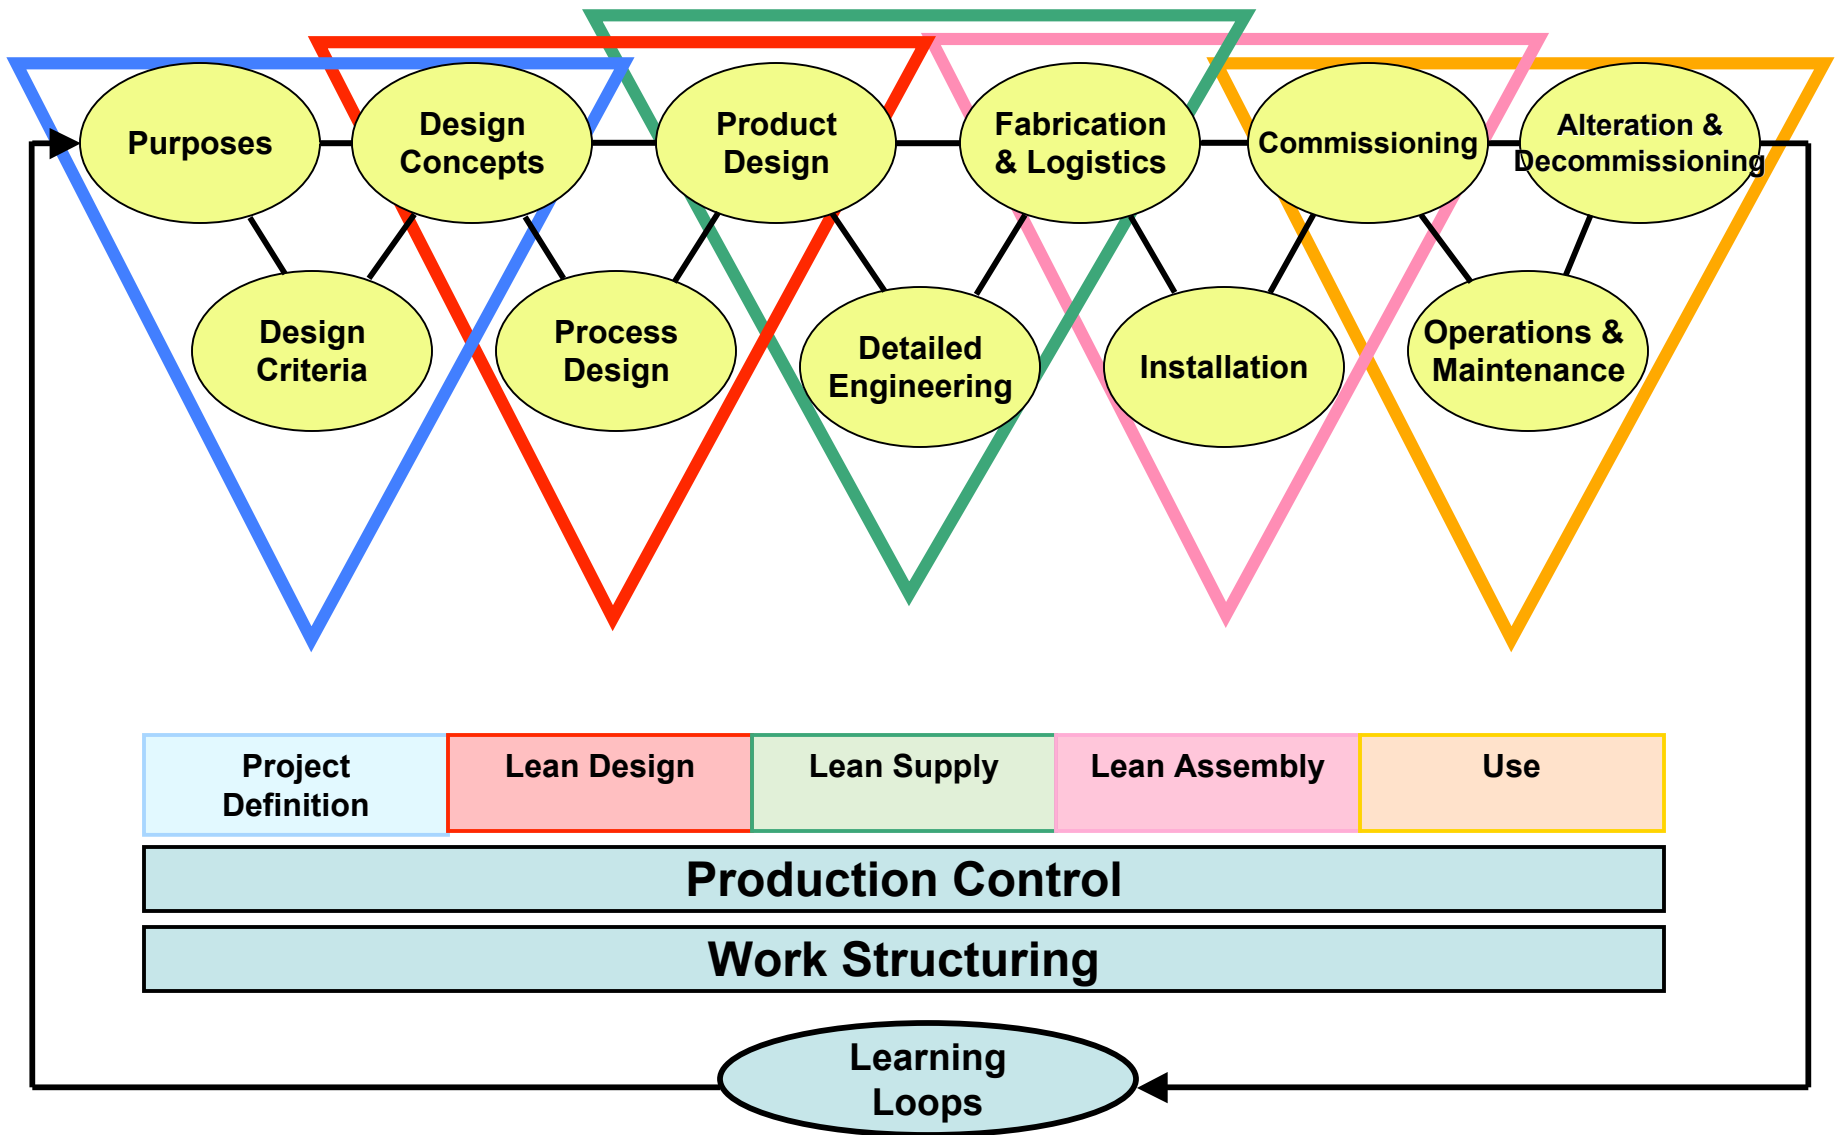 Purposes
Design
Concepts
Product
Design
Fabrication
& Logistics
Commissioning
Alteration &
Decommissioning
Design
Criteria
Process
Design
Detailed
Engineering
Installation
Operations &
Maintenance
Project
Definition
Lean Design
Lean Supply
Lean Assembly
Use
Production Control
Work Structuring
Learning
Loops